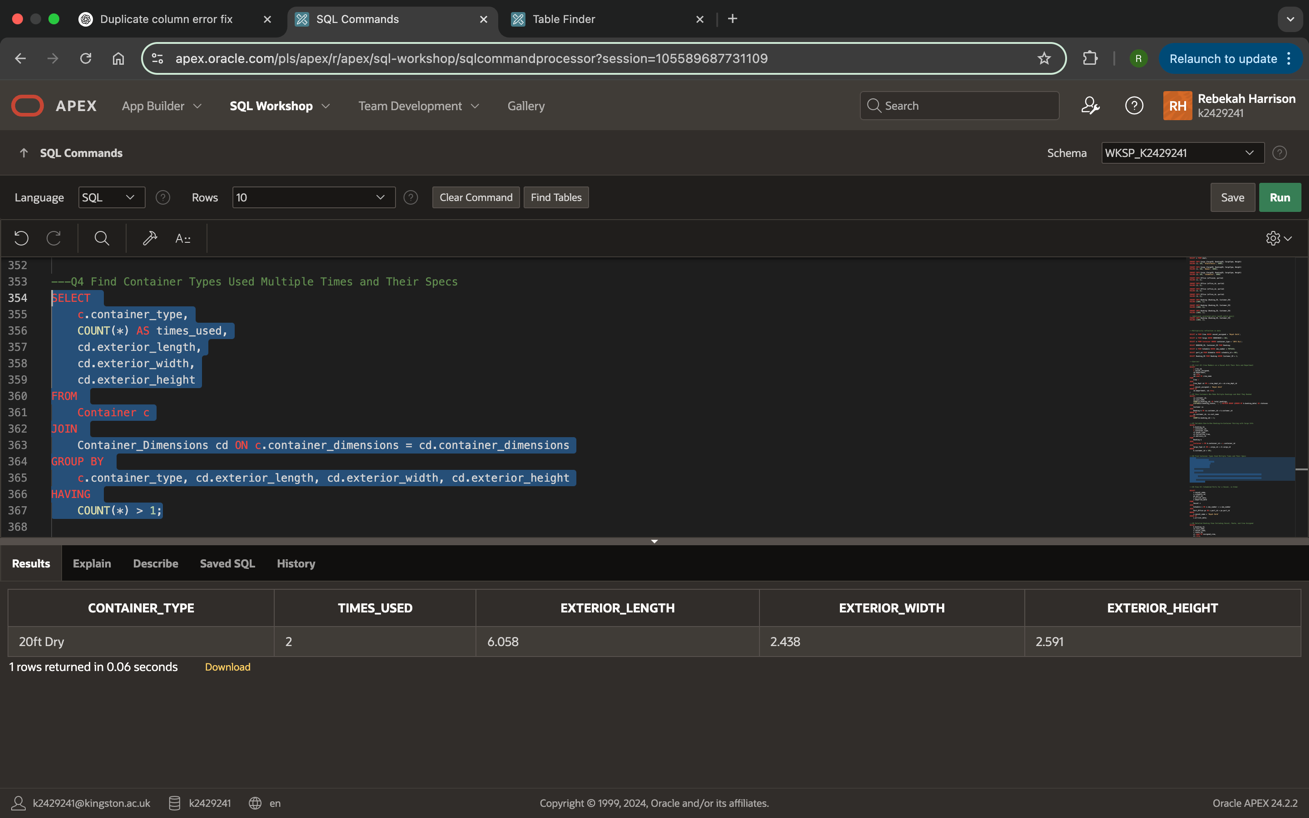 Duplicate column error fix
SQL Commands
Table Finder
apex.oracle.com/pls/apex/r/apex/sql-workshop/sqlcommandprocessor?session=105589687731109
R
Relaunch to update
APEX
App Builder
SQL Workshop
Team Development
Gallery
Search
RH
Rebekah Harrison
k2429241
SQL Commands
Schema
WKSP_K2429241
Language
SQL
Rows
10
Clear Command
Find Tables
Save
Run
352
353 ---Q4 Find Container Types Used Multiple Times and Their Specs
354 SELECT
355 c.container_type,
356 COUNT(*) AS times_used,
357 cd.exterior_length,
358 cd.exterior_width,
359 cd.exterior_height
360 FROM
361 Container c
362 JOIN
363 Container_Dimensions cd ON c.container_dimensions = cd.container_dimensions
364 GROUP BY
365 c.container_type, cd.exterior_length, cd.exterior_width, cd.exterior_height
366 HAVING
367 COUNT(*) > 1;
368
Results Explain Describe Saved SQL History
CONTAINER_TYPE TIMES_USED EXTERIOR_LENGTH EXTERIOR_WIDTH EXTERIOR_HEIGHT
20ft Dry 2 6.058 2.438 2.591
1 rows returned in 0.06 seconds Download
k2429241@kingston.ac.uk k2429241 en Copyright © 1999, 2024, Oracle and/or its affiliates. Oracle APEX 24.2.2